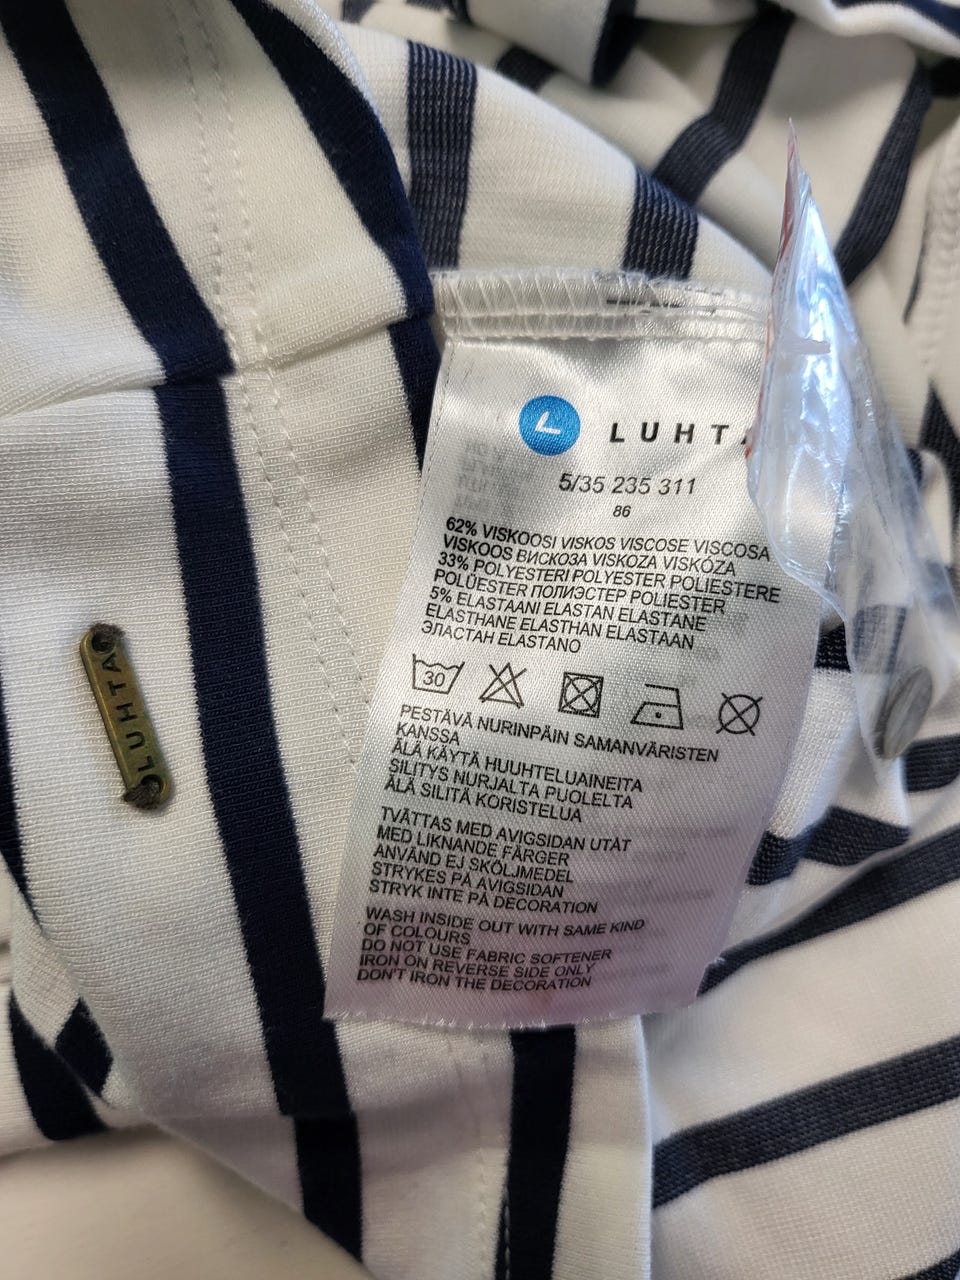 LUHTA
5/35 235 311
86
62% VISKOOSI VISKOS VISCOSE VISCOSA
VISKOOS ВИСКОЗА VISKOZA VISKÓZA
33% POLYESTERI POLYESTER POLIESTERE
POLÜESTER ПОЛИЭСТЕР POLIESTER
5% ELASTAANI ELASTAN ELASTANE
ELASTHANE ELASTHAN ELASTAAN
ЭЛАСТАН ELASTANO
30
PESTÄVÄ NURINPÄIN SAMANVÄRISTEN
KANSSA
ÄLÄ KÄYTÄ HUUHTELUAINEITA
SILITYS NURJALTA PUOLELTA
ÄLÄ SILITÄ KORISTELUA
TVÄTTAS MED AVIGSIDAN UTÅT
MED LIKNANDE FÄRGER
ANVÄND EJ SKÖLJMEDEL
STRYKES PÅ AVIGSIDAN
STRYK INTE PÅ DECORATION
WASH INSIDE OUT WITH SAME KIND
OF COLOURS
DO NOT USE FABRIC SOFTENER
IRON ON REVERSE SIDE ONLY
DON'T IRON THE DECORATION
LUHTA